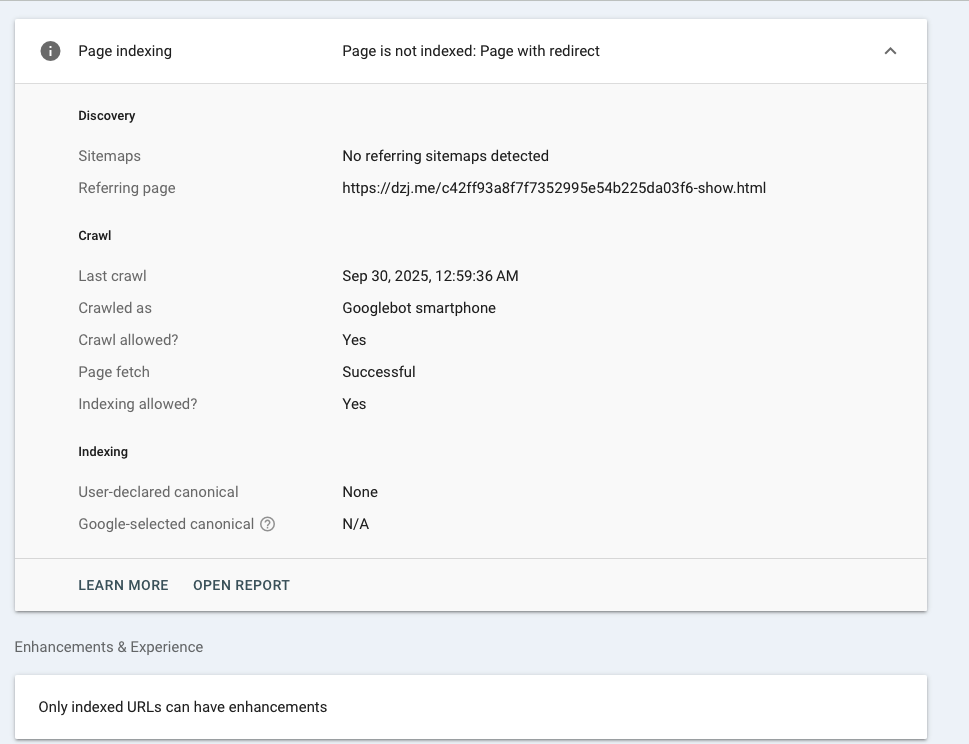 Page indexing Page is not indexed: Page with redirect
Discovery
Sitemaps No referring sitemaps detected
Referring page https://dzj.me/c42ff93a8f7f7352995e54b225da03f6-show.html
Crawl
Last crawl Sep 30, 2025, 12:59:36 AM
Crawled as Googlebot smartphone
Crawl allowed? Yes
Page fetch Successful
Indexing allowed? Yes
Indexing
User-declared canonical None
Google-selected canonical N/A
LEARN MORE OPEN REPORT
Enhancements & Experience
Only indexed URLs can have enhancements